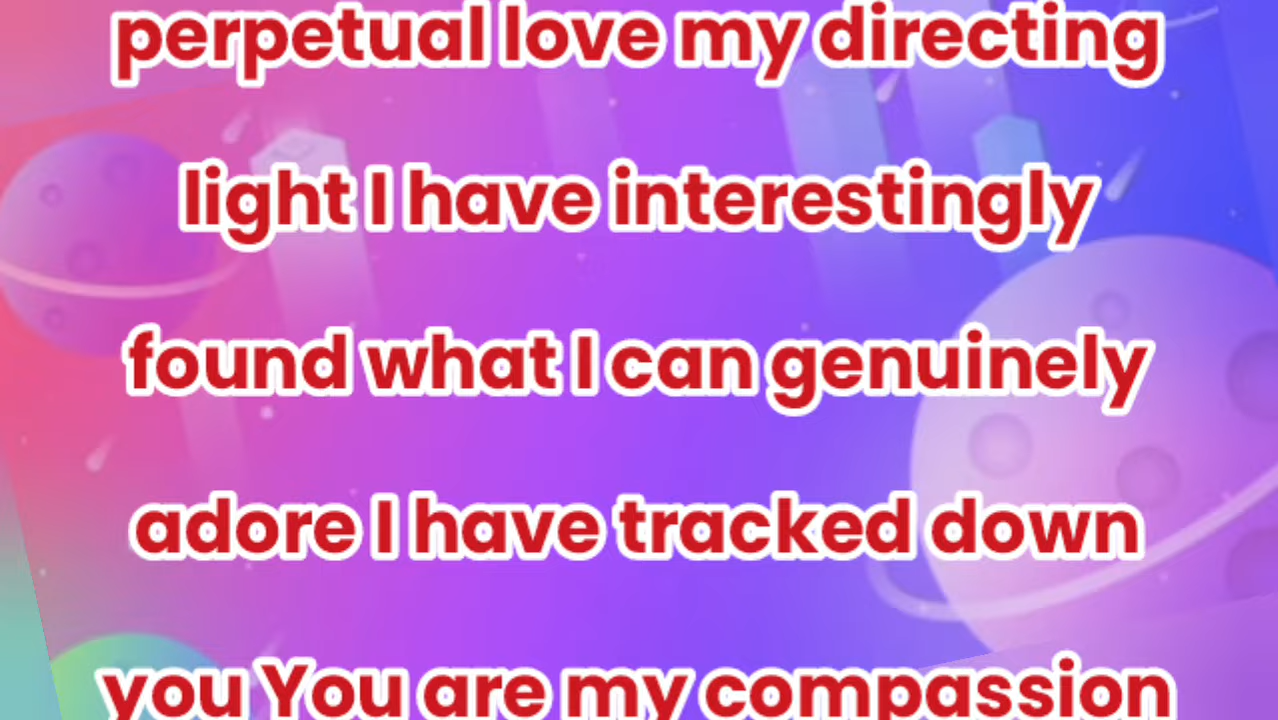 perpetual love my directing
light I have interestingly
found what I can genuinely
adore I have tracked down
you You are my compassion